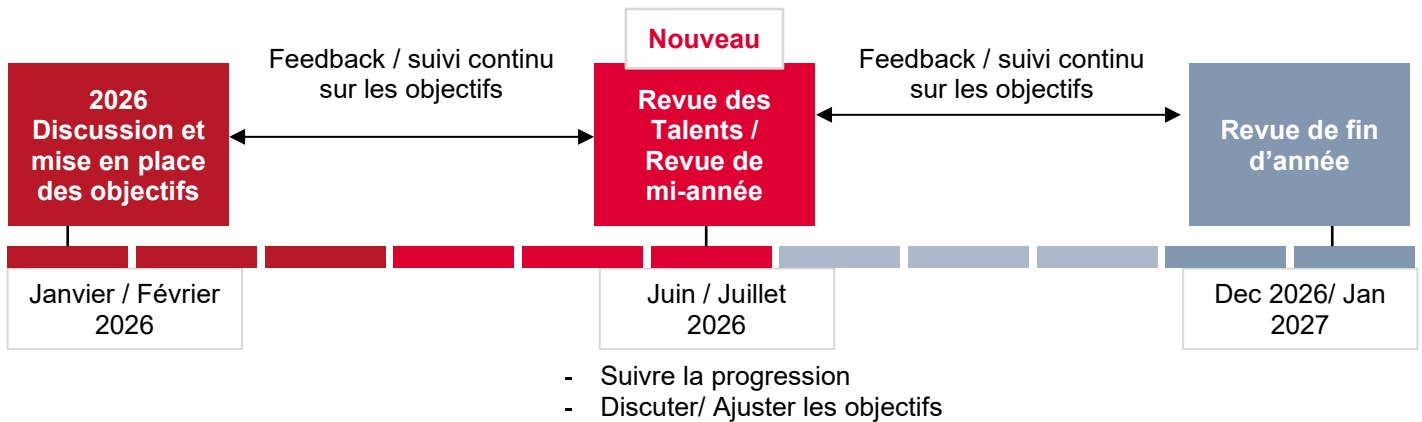 Nouveau
Feedback / suivi continu
sur les objectifs
Feedback / suivi continu
sur les objectifs
2026
Discussion et
mise en place
des objectifs
Revue des
Talents /
Revue de
mi-année
Revue de fin
d’année
Janvier / Février
2026
Juin / Juillet
2026
Dec 2026/ Jan
2027
- Suivre la progression
- Discuter/ Ajuster les objectifs